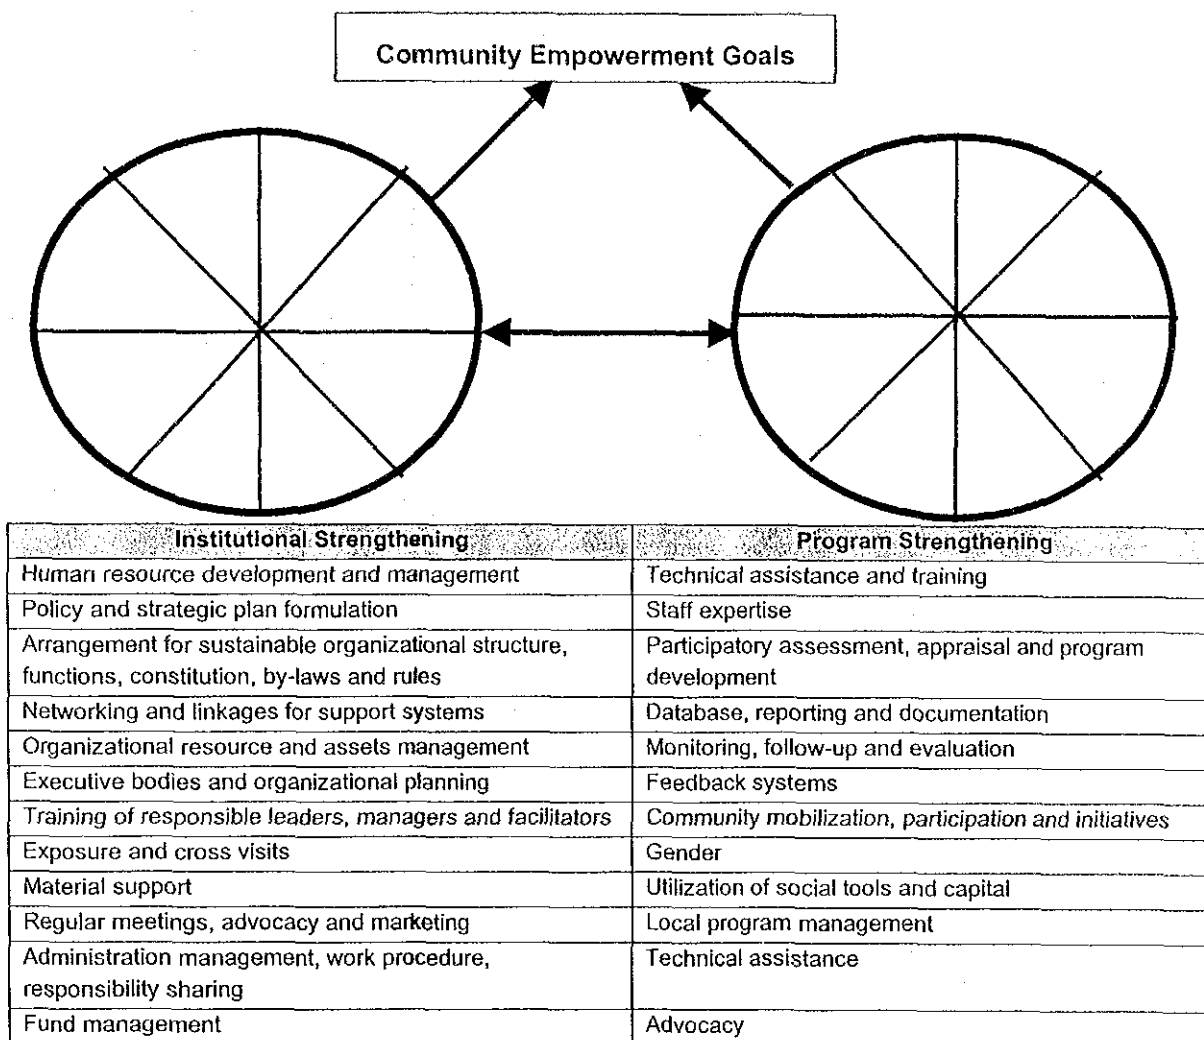 Community Empowerment Goals
Institutional Strengthening
Program Strengthening
Human resource development and management
Technical assistance and training
Policy and strategic plan formulation
Staff expertise
Arrangement for sustainable organizational structure,
functions, constitution, by-laws and rules
Participatory assessment, appraisal and program
development
Networking and linkages for support systems
Database, reporting and documentation
Organizational resource and assets management
Monitoring, follow-up and evaluation
Executive bodies and organizational planning
Feedback systems
Training of responsible leaders, managers and facilitators
Community mobilization, participation and initiatives
Exposure and cross visits
Gender
Material support
Utilization of social tools and capital
Regular meetings, advocacy and marketing
Local program management
Administration management, work procedure,
responsibility sharing
Technical assistance
Fund management
Advocacy